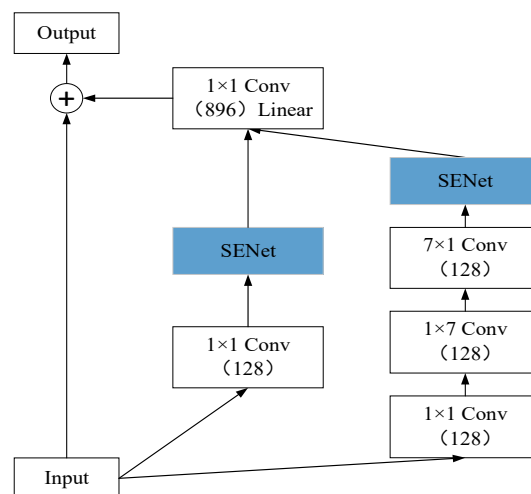 Output
+
1×1 Conv
（896）Linear
SENet
SENet
7×1 Conv
（128）
1×1 Conv
（128）
1×7 Conv
（128）
1×1 Conv
（128）
Input